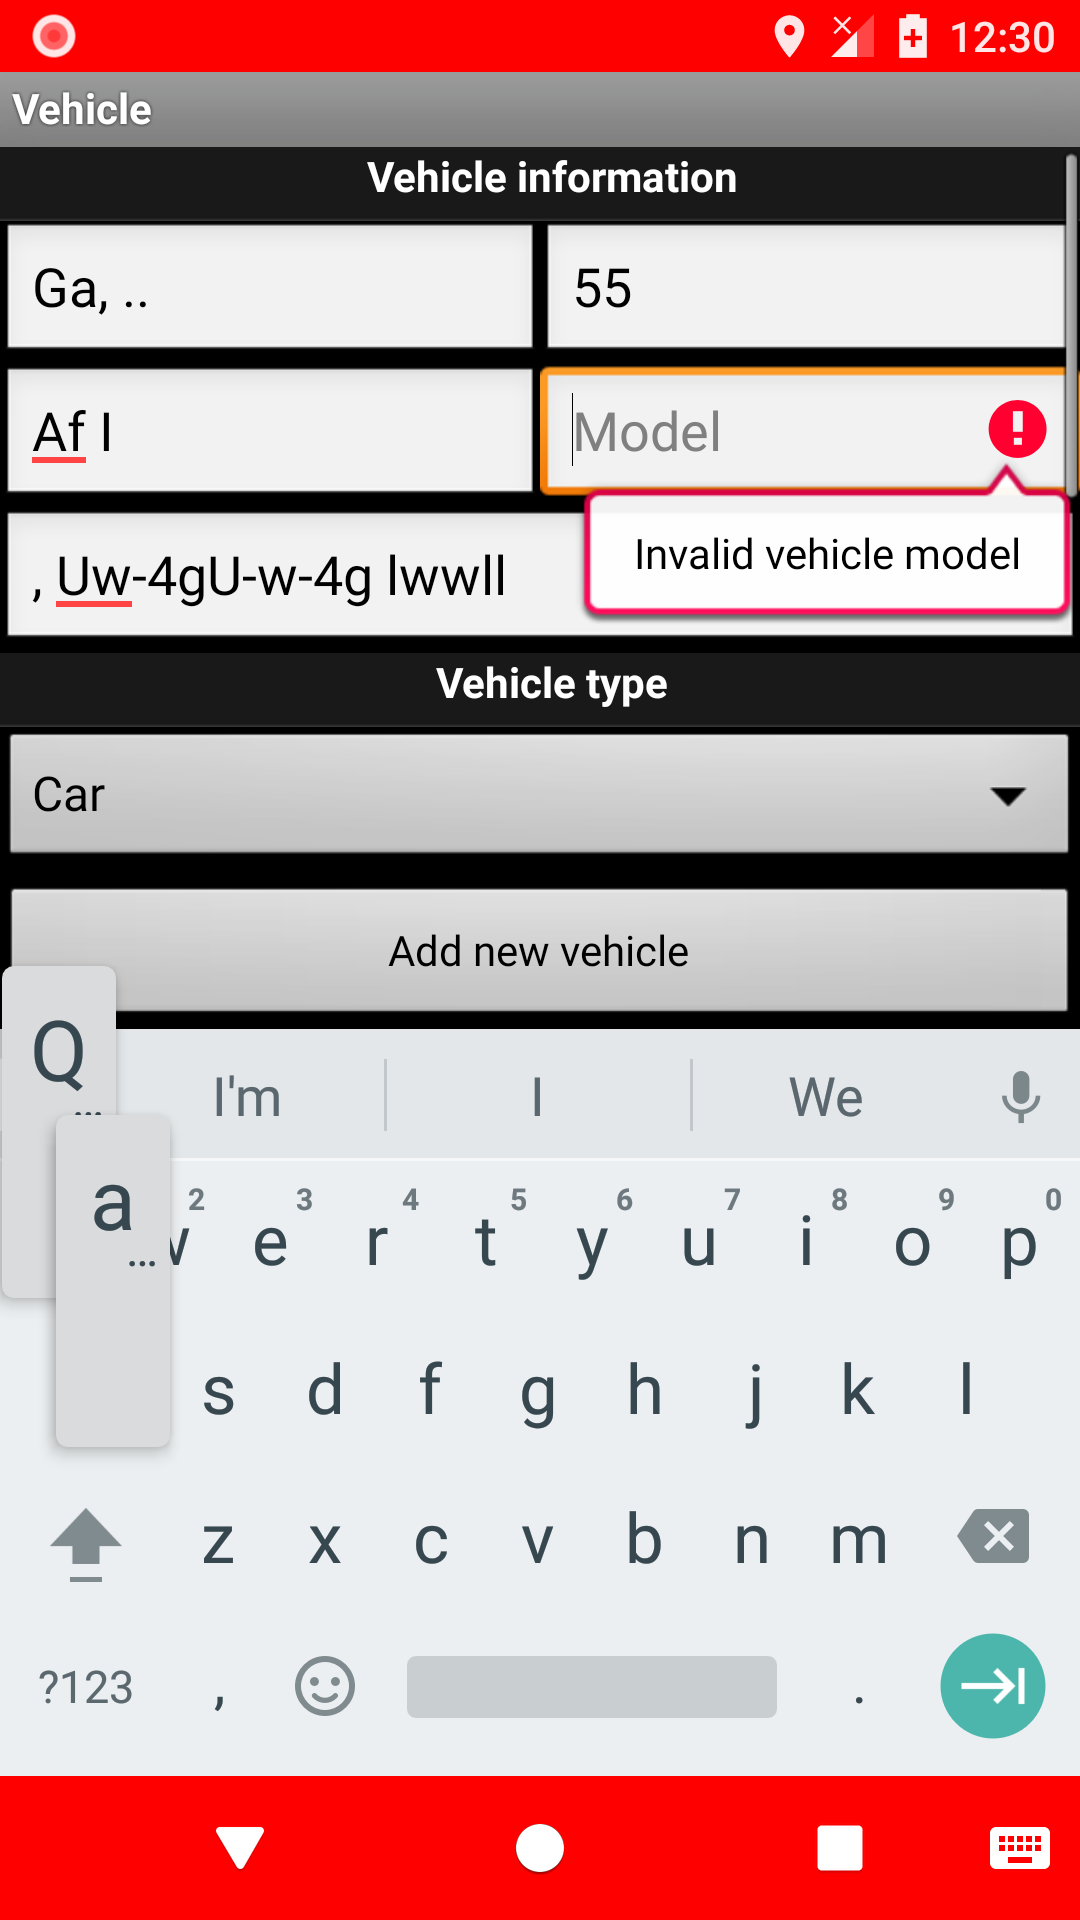 12:30
Vehicle
Vehicle information
Ga, ..
55
Af I
Model
Invalid vehicle model
, Uw-4gU-w-4g lwwll
Vehicle type
Car
Add new vehicle
Q
...
I'm
I
We
a
...
2 3 4 5 6 7 8 9 0
w e r t y u i o p
s d f g h j k l
z x c v b n m
?123 , .